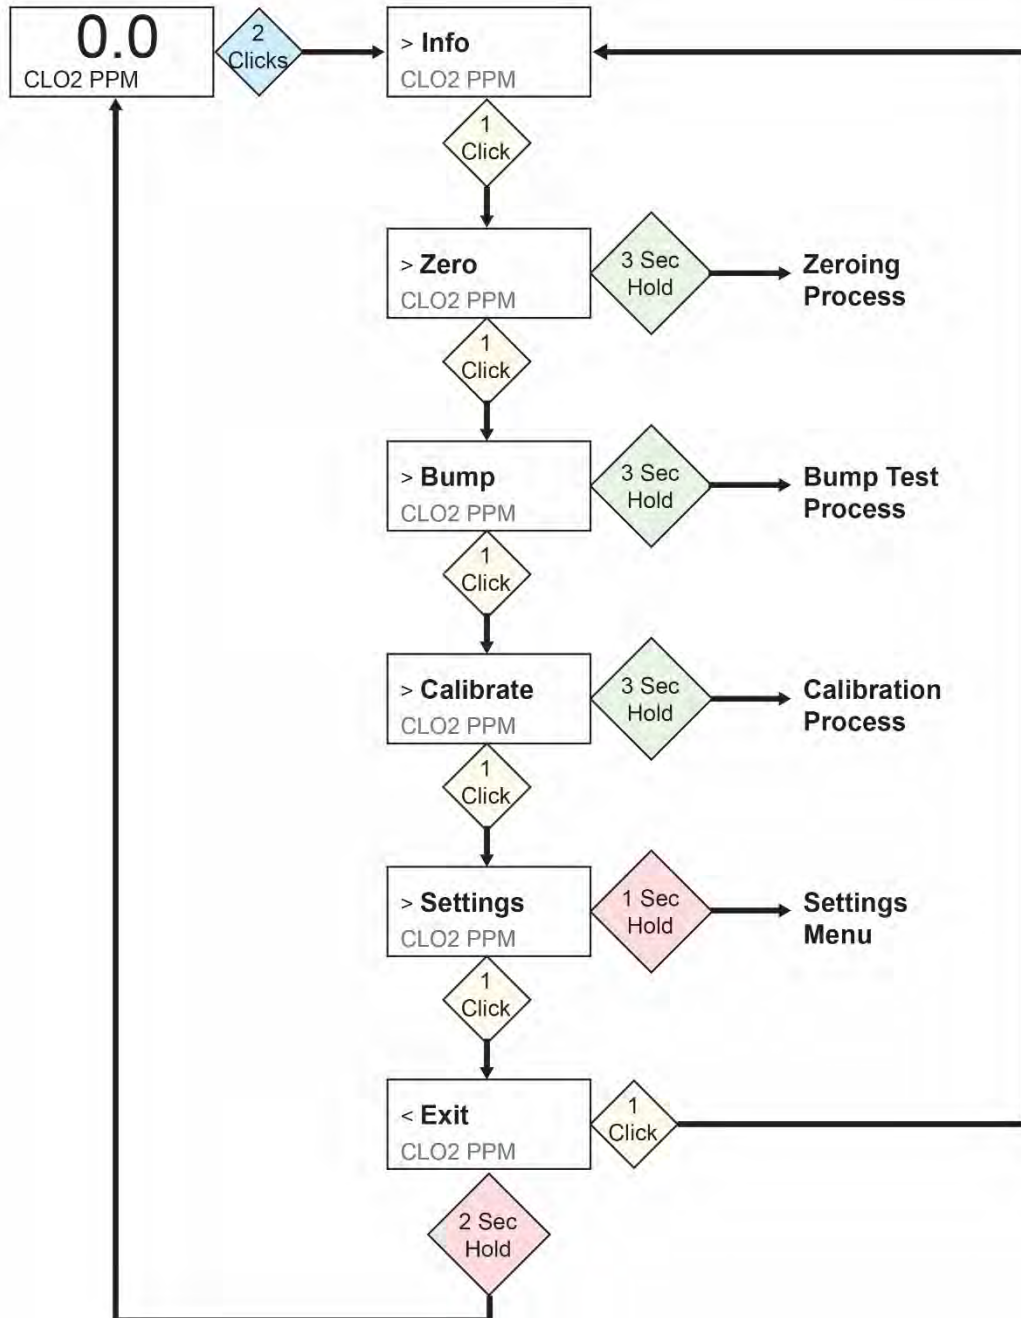 0.0
CLO2 PPM
2
Clicks
> Info
CLO2 PPM
1
Click
> Zero
CLO2 PPM
3 Sec
Hold
Zeroing
Process
1
Click
> Bump
CLO2 PPM
3 Sec
Hold
Bump Test
Process
1
Click
> Calibrate
CLO2 PPM
3 Sec
Hold
Calibration
Process
1
Click
> Settings
CLO2 PPM
1 Sec
Hold
Settings
Menu
1
Click
< Exit
CLO2 PPM
1
Click
2 Sec
Hold